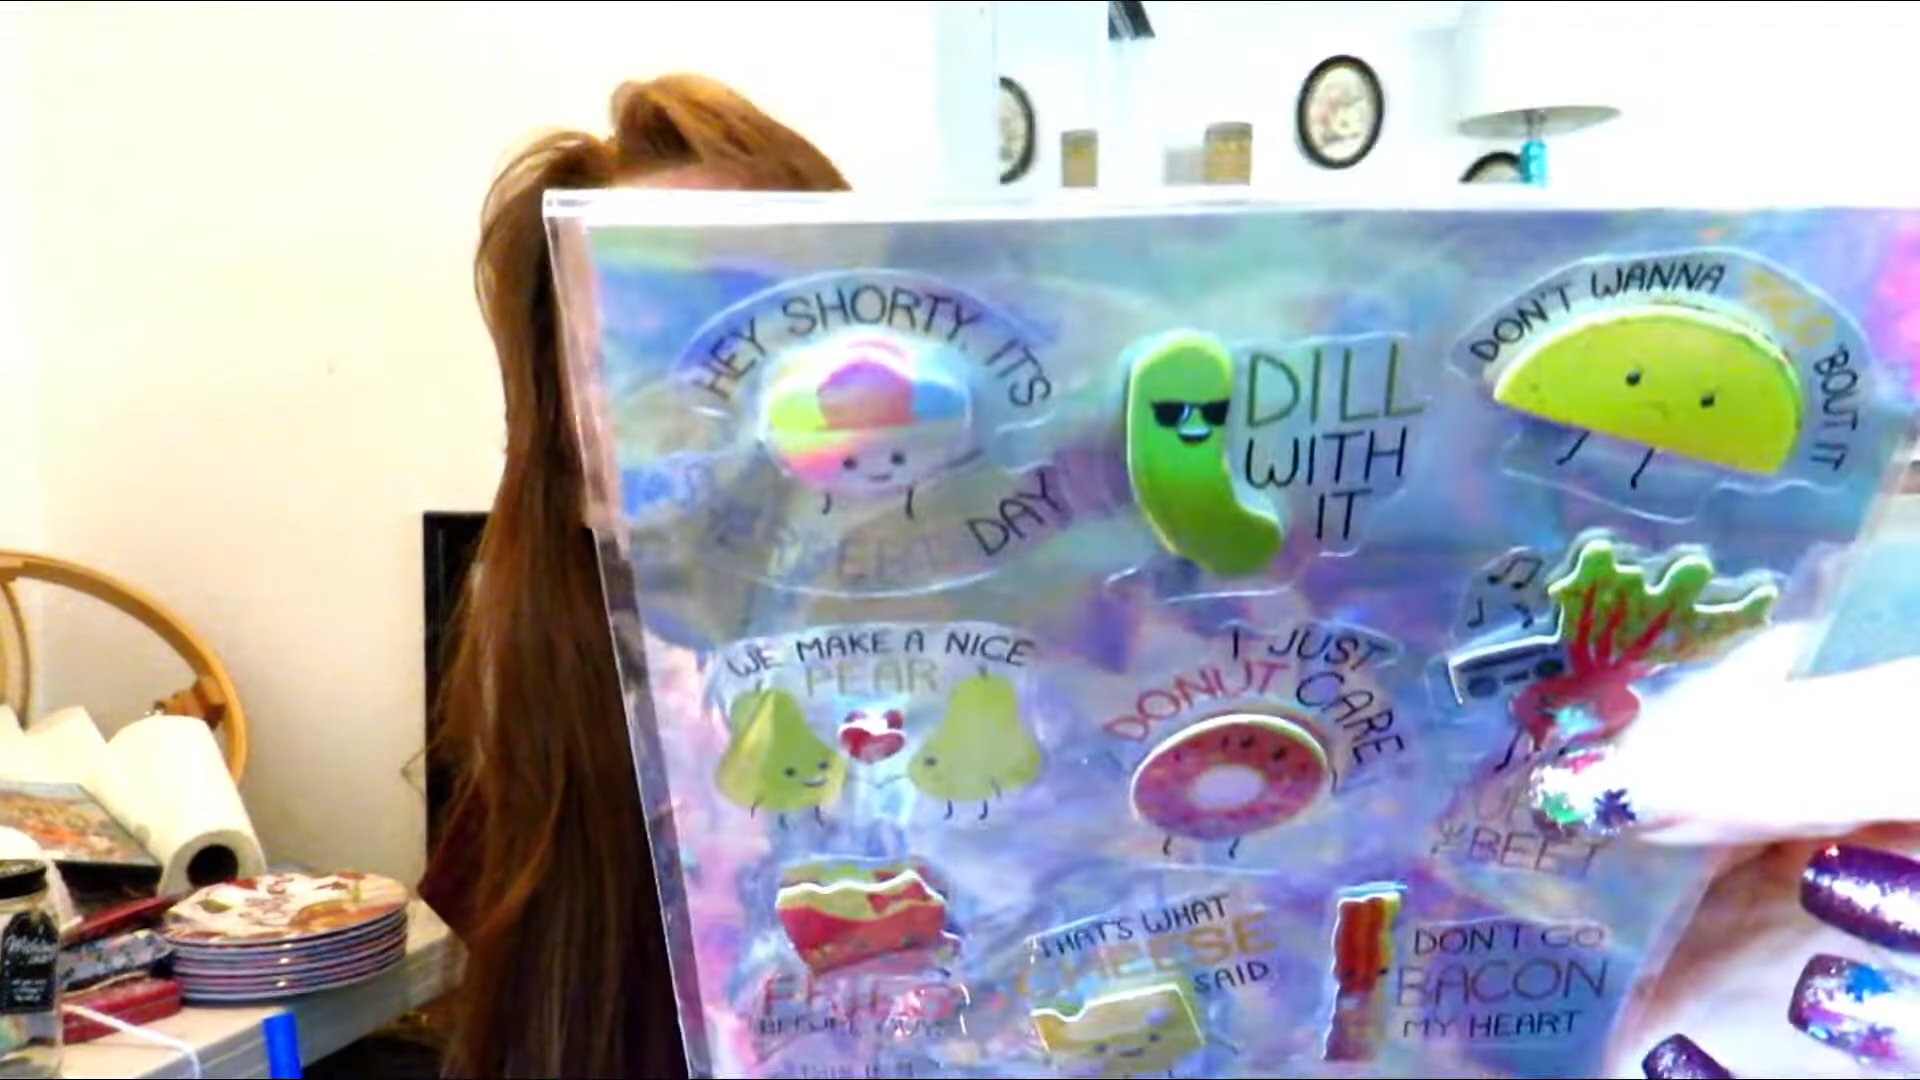 HEY SHORTY, IT'S
DAY
DILL
WITH
IT
DON'T WANNA
BOUT IT
WE MAKE A NICE
PEAR
I JUST
DONUT CARE
BEET
FRIES
THAT'S WHAT
CHEESE
SAID
DON'T GO
BACON
MY HEART